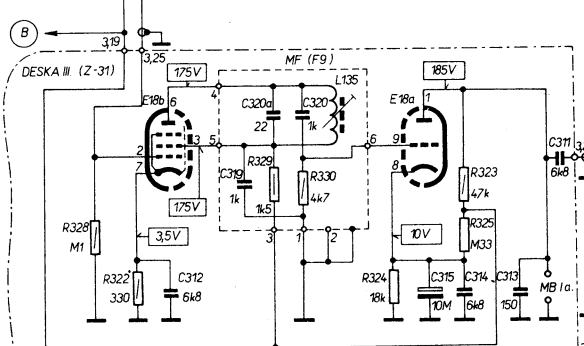 B
3,19
3,25
DESKA III. (Z-31)
175V
MF (F9)
185V
E18b
6
4
L135
E18a
1
C320a
22
C320
1k
3
5
6
9
C311
6k8
3,
2
7
C319
1k
R329
1k5
R330
4k7
8
R323
47k
175V
R328
M1
3,5V
3
1
2
10V
R325
M33
R322
330
C312
6k8
R324
18k
C315
10M
C314
6k8
C313
150
MB1a.